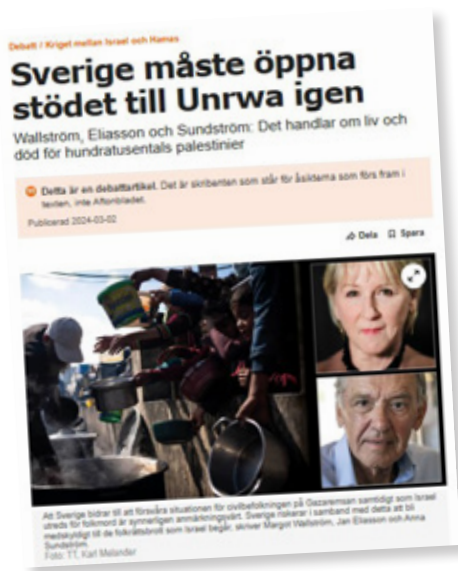 Debatt / Kriget mellan Israel och Hamas
Sverige måste öppna
stödet till Unrwa igen
Wallström, Eliasson och Sundström: Det handlar om liv och
död för hundratusentals palestinier
Detta är en debattartikel. Det är skribenten som står för åsikterna som förs fram i
texten, inte Aftonbladet.
Publicerad 2024-03-02
Dela Spara
Att Sverige bidrar till att försvåra situationen för civilbefolkningen på Gazaremsan samtidigt som Israel
utreds för folkmord är synnerligen anmärkningsvärt. Sverige riskerar i samband med detta att bli
medskyldigt till de folkrättsbrott som Israel begår, skriver Margot Wallström, Jan Eliasson och Anna
Sundström.
Foto: TT, Karl Melander